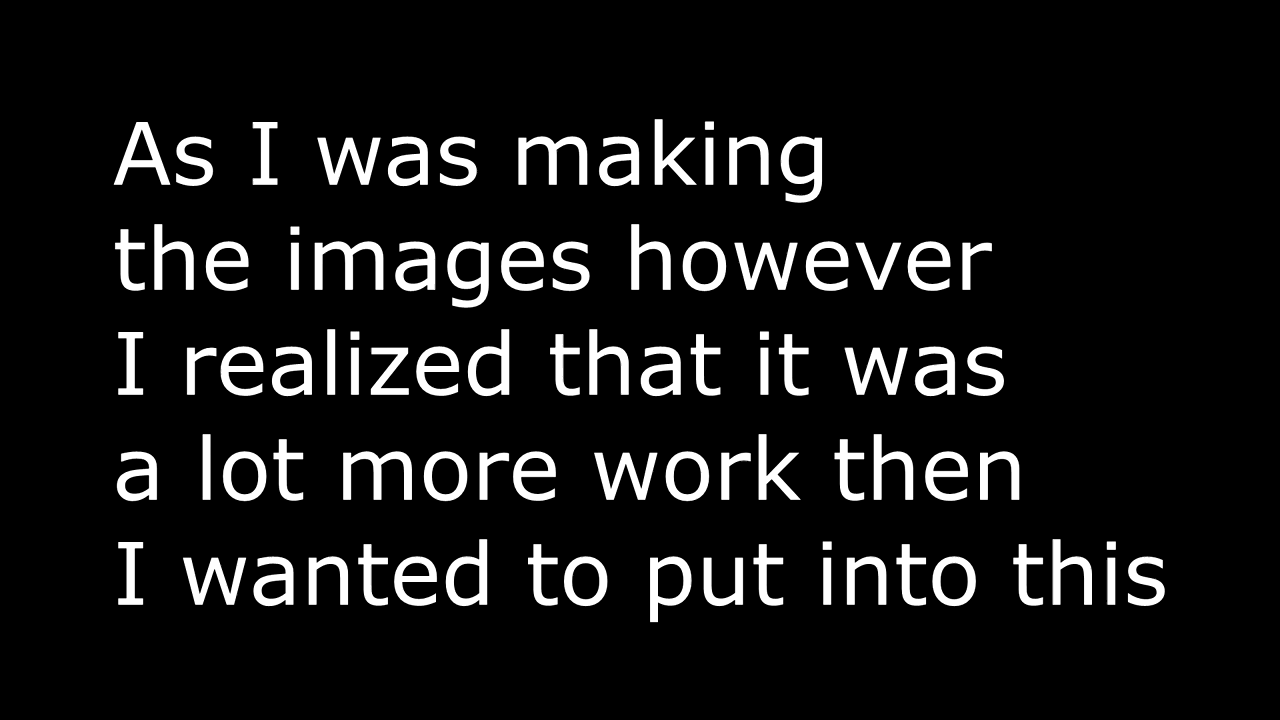 As I was making
the images however
I realized that it was
a lot more work then
I wanted to put into this